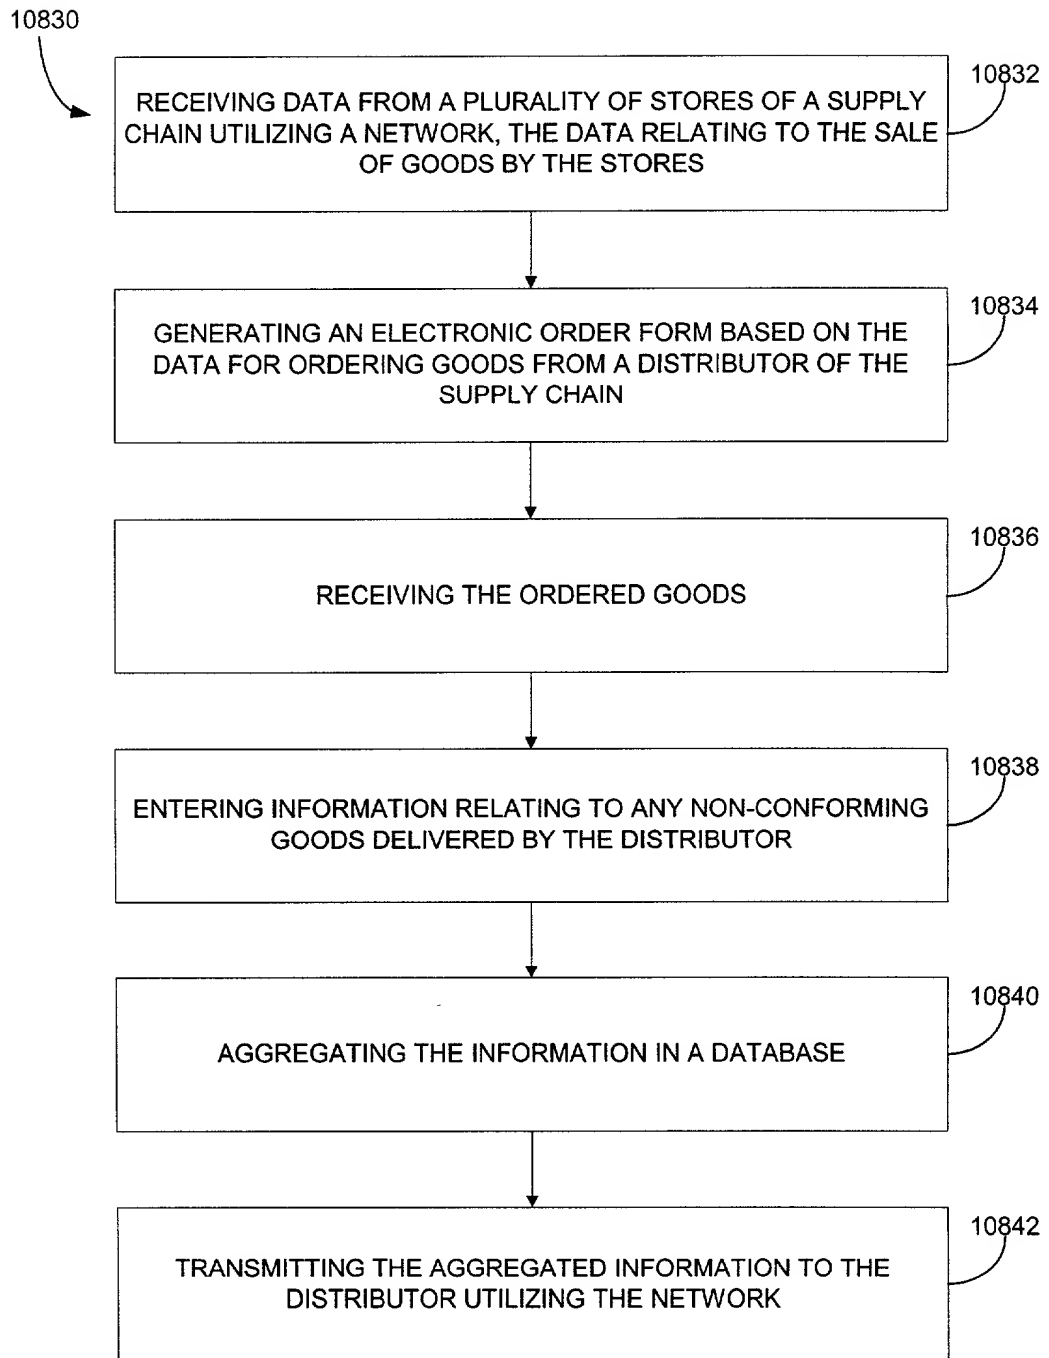 10830
10832
RECEIVING DATA FROM A PLURALITY OF STORES OF A SUPPLY
CHAIN UTILIZING A NETWORK, THE DATA RELATING TO THE SALE
OF GOODS BY THE STORES
10834
GENERATING AN ELECTRONIC ORDER FORM BASED ON THE
DATA FOR ORDERING GOODS FROM A DISTRIBUTOR OF THE
SUPPLY CHAIN
10836
RECEIVING THE ORDERED GOODS
10838
ENTERING INFORMATION RELATING TO ANY NON-CONFORMING
GOODS DELIVERED BY THE DISTRIBUTOR
10840
AGGREGATING THE INFORMATION IN A DATABASE
10842
TRANSMITTING THE AGGREGATED INFORMATION TO THE
DISTRIBUTOR UTILIZING THE NETWORK